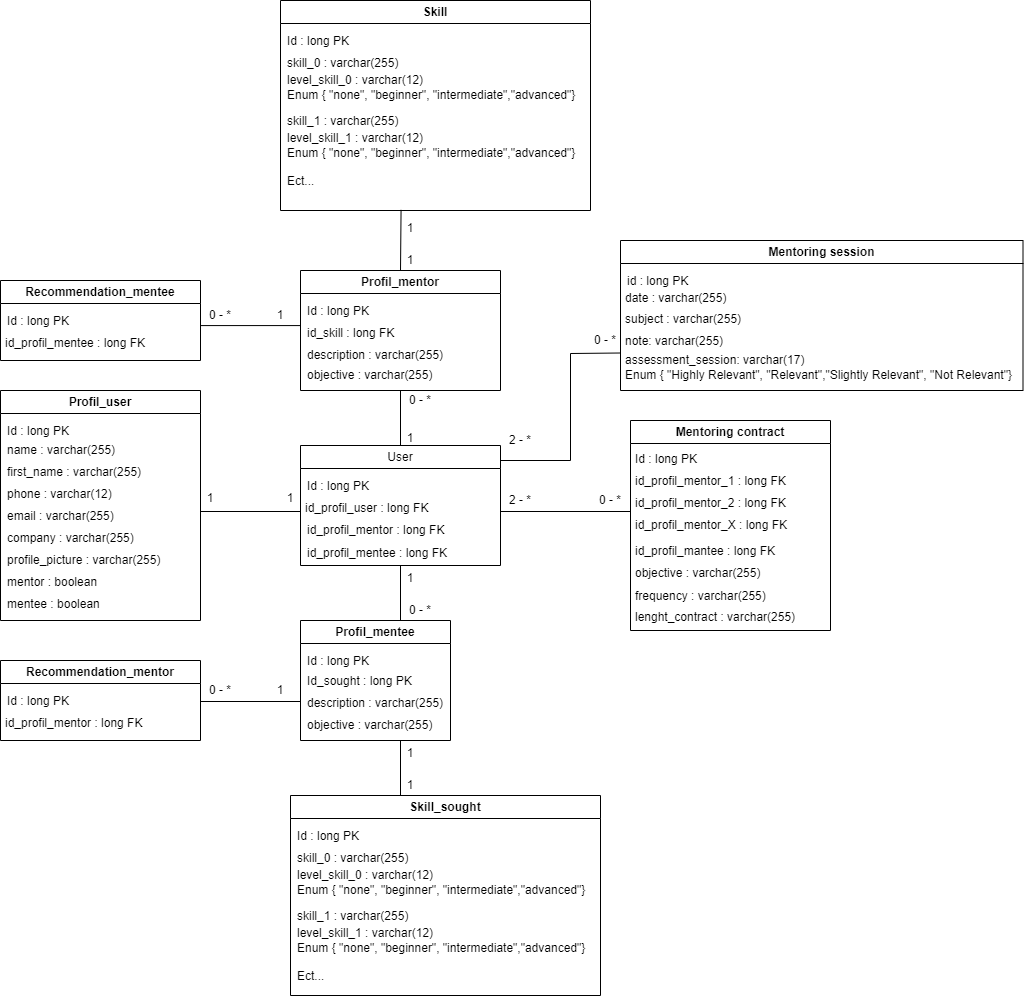 Skill
Id : long PK
skill_0 : varchar(255)
level_skill_0 : varchar(12)
Enum { "none", "beginner", "intermediate","advanced"}
skill_1 : varchar(255)
level_skill_1 : varchar(12)
Enum { "none", "beginner", "intermediate","advanced"}
Ect...
1
1
Recommendation_mentee
Id : long PK
id_profil_mentee : long FK
0 - *
1
Profil_mentor
Id : long PK
id_skill : long FK
description : varchar(255)
objective : varchar(255)
0 - *
1
Mentoring session
id : long PK
date : varchar(255)
subject : varchar(255)
note: varchar(255)
assessment_session: varchar(17)
Enum { "Highly Relevant", "Relevant","Slightly Relevant", "Not Relevant"}
0 - *
2 - *
Profil_user
Id : long PK
name : varchar(255)
first_name : varchar(255)
phone : varchar(12)
email : varchar(255)
company : varchar(255)
profile_picture : varchar(255)
mentor : boolean
mentee : boolean
1
1
User
Id : long PK
id_profil_user : long FK
id_profil_mentor : long FK
id_profil_mentee : long FK
2 - *
0 - *
Mentoring contract
Id : long PK
id_profil_mentor_1 : long FK
id_profil_mentor_2 : long FK
id_profil_mentor_X : long FK
id_profil_mantee : long FK
objective : varchar(255)
frequency : varchar(255)
lenght_contract : varchar(255)
1
0 - *
Recommendation_mentor
Id : long PK
id_profil_mentor : long FK
0 - *
1
Profil_mentee
Id : long PK
Id_sought : long PK
description : varchar(255)
objective : varchar(255)
1
1
Skill_sought
Id : long PK
skill_0 : varchar(255)
level_skill_0 : varchar(12)
Enum { "none", "beginner", "intermediate","advanced"}
skill_1 : varchar(255)
level_skill_1 : varchar(12)
Enum { "none", "beginner", "intermediate","advanced"}
Ect...